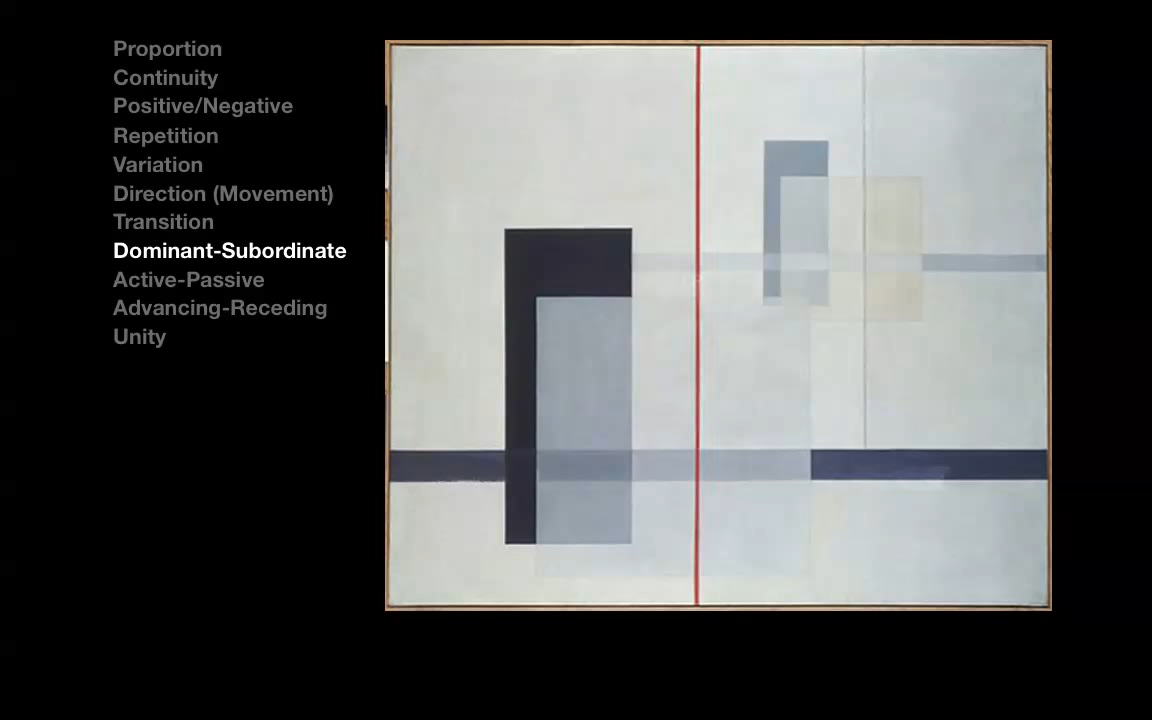 Proportion
Continuity
Positive/Negative
Repetition
Variation
Direction (Movement)
Transition
Dominant-Subordinate
Active-Passive
Advancing-Receding
Unity